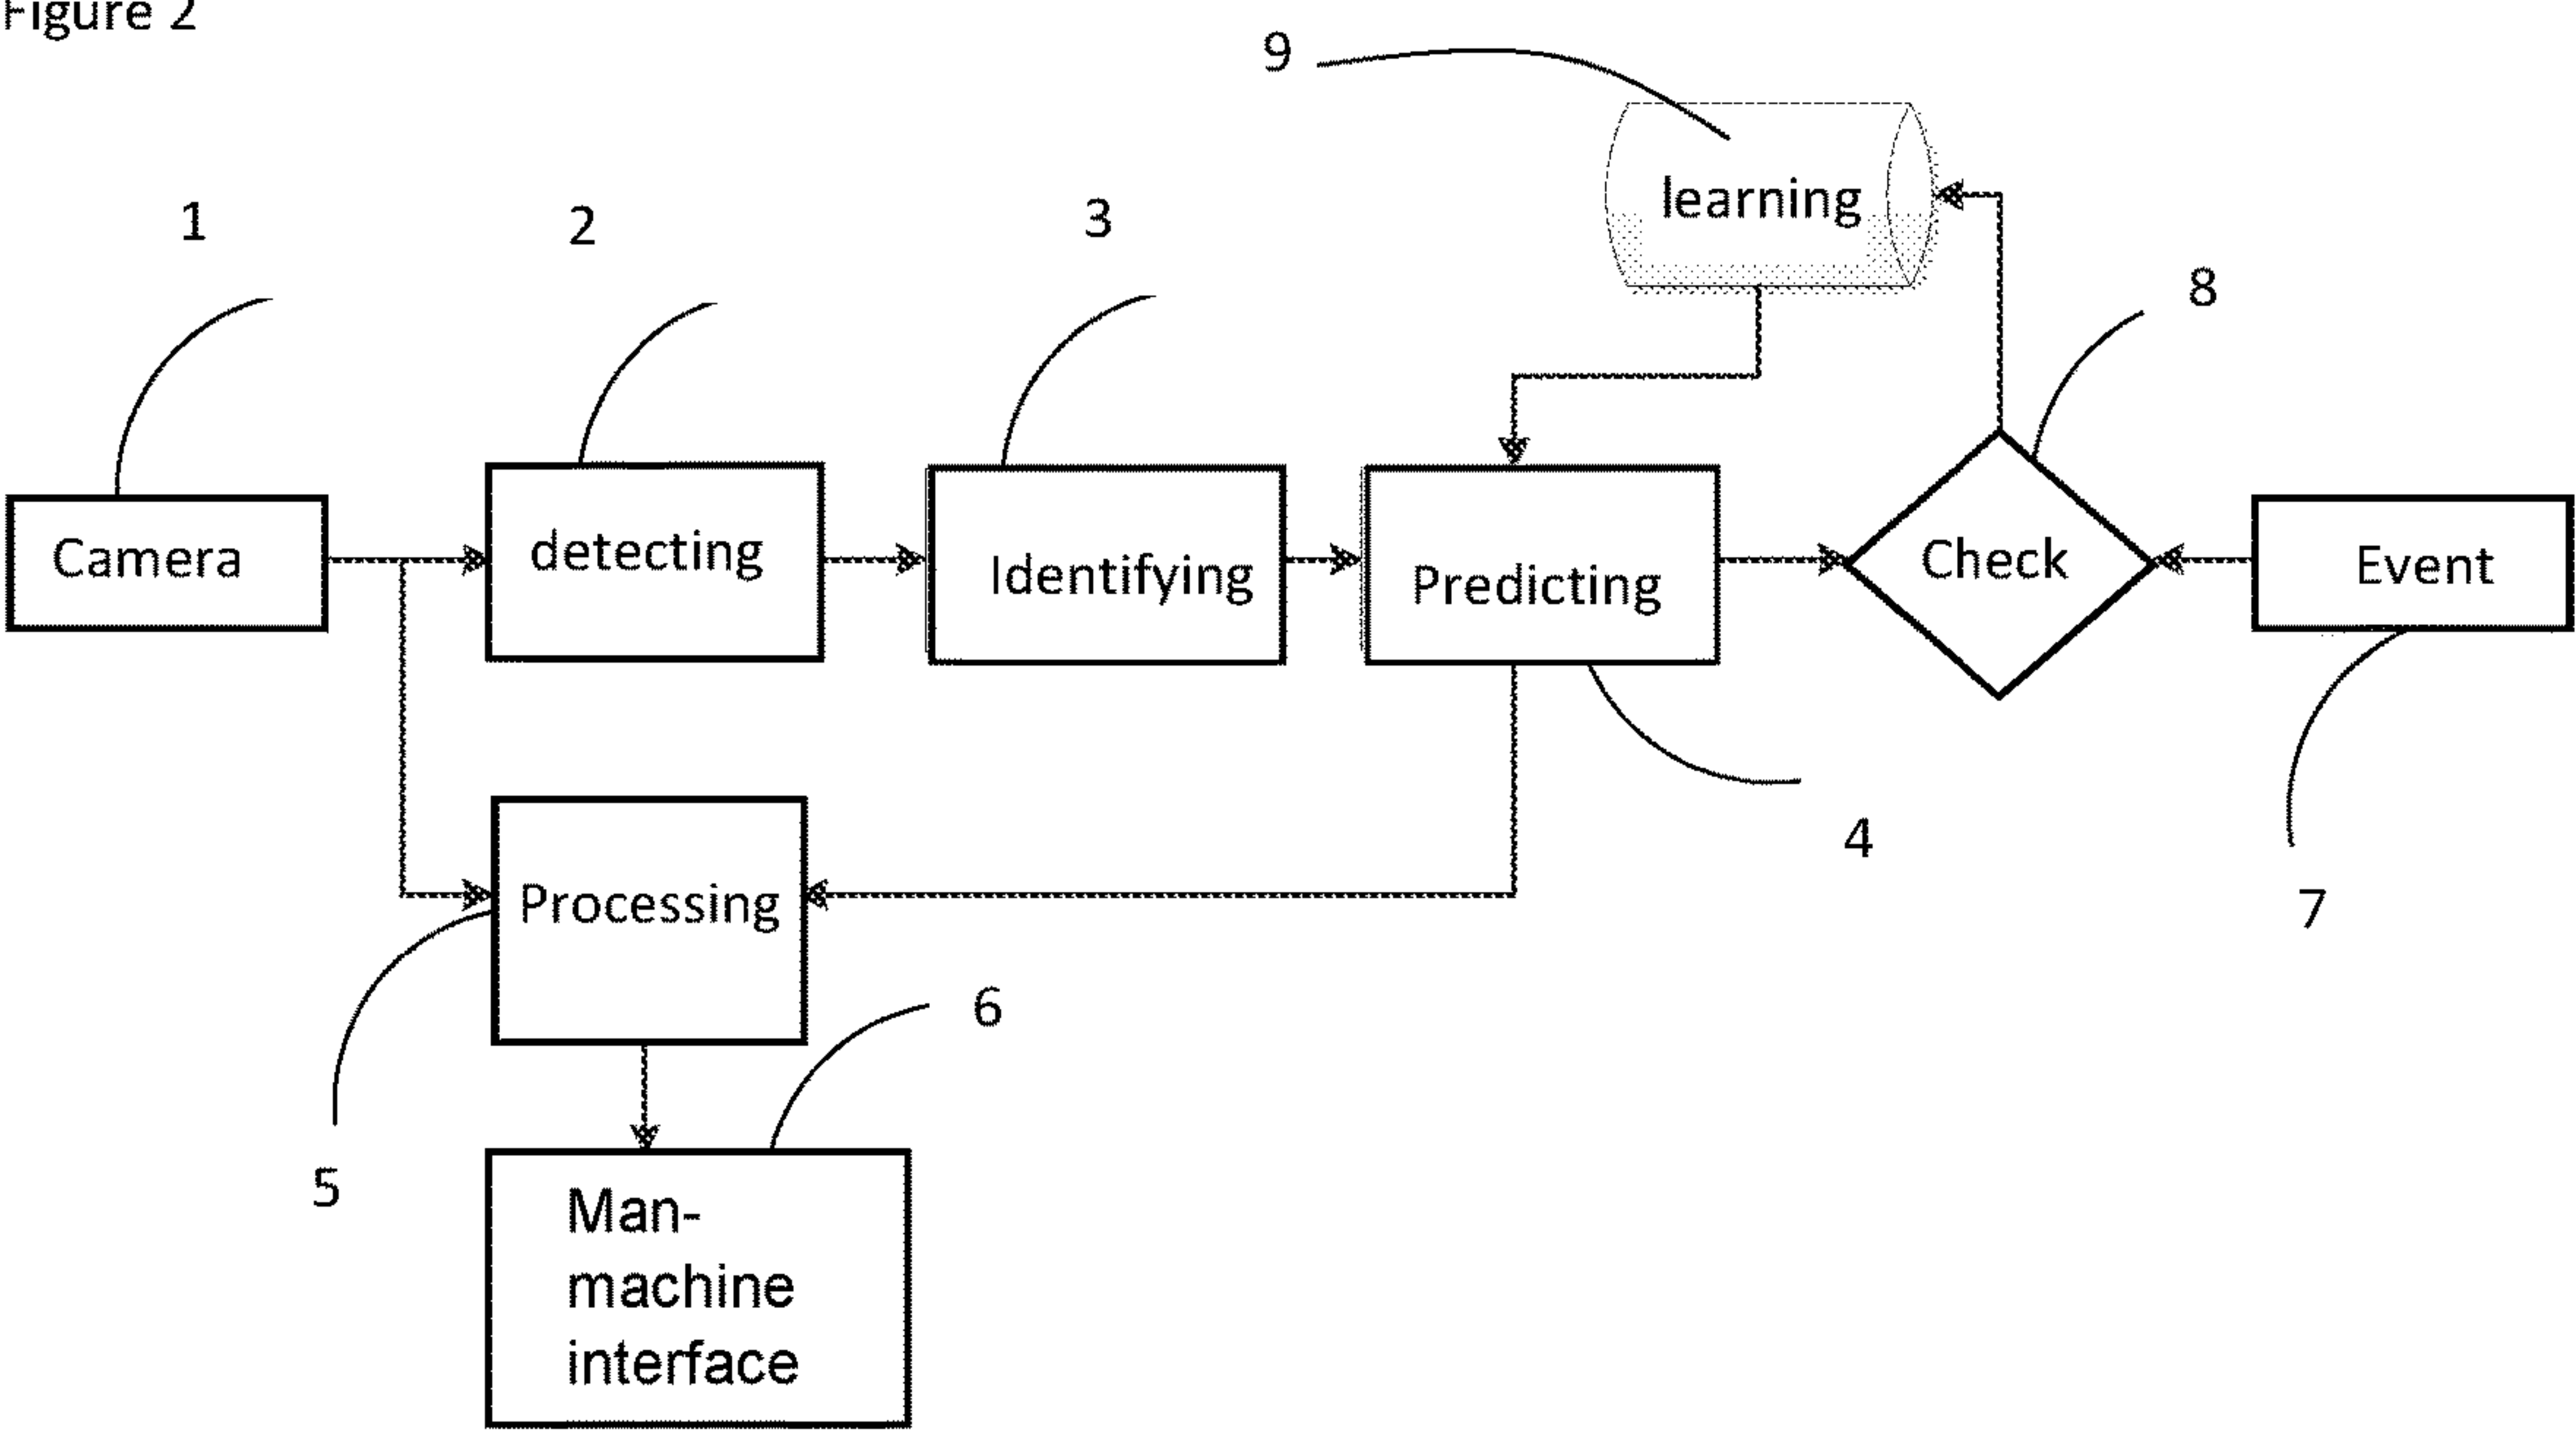 Figure 2
9
learning
1
2
3
8
Camera
detecting
Identifying
Predicting
Check
Event
4
Processing
7
6
5
Man-
machine
interface